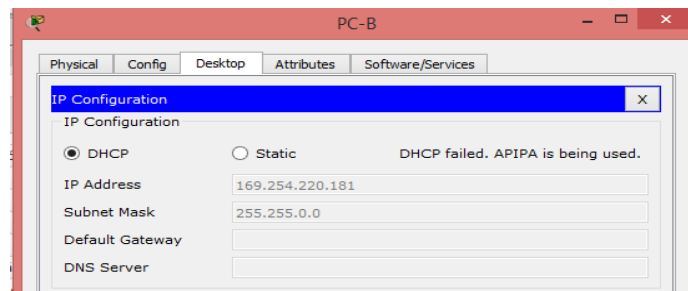 PC-B
Physical Config Desktop Attributes Software/Services
IP Configuration X
IP Configuration
DHCP Static DHCP failed. APIPA is being used.
IP Address 169.254.220.181
Subnet Mask 255.255.0.0
Default Gateway
DNS Server